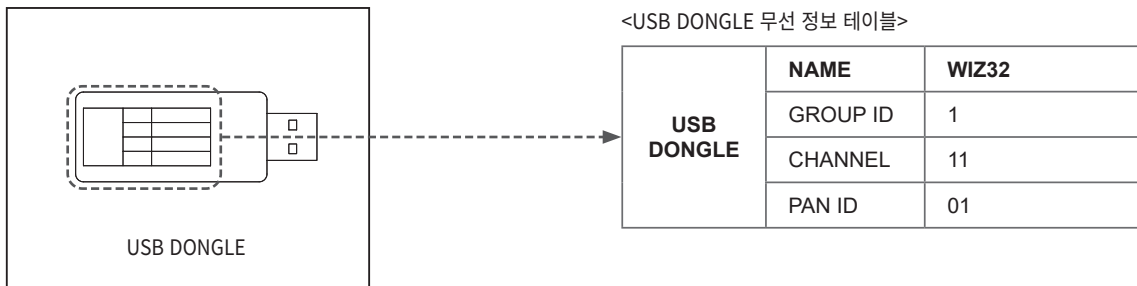 <USB DONGLE 무선 정보 테이블>
USB DONGLE
NAME WIZ32
GROUP ID 1
CHANNEL 11
PAN ID 01
USB DONGLE